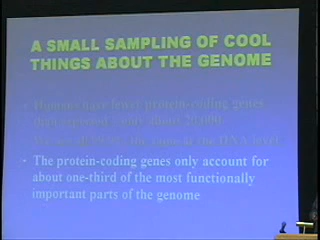 A SMALL SAMPLING OF COOL
THINGS ABOUT THE GENOME
• Humans have fewer protein-coding genes
than expected - only about 20,000.
• We are all 99.9% the same at the DNA level
• The protein-coding genes only account for
about one-third of the most functionally
important parts of the genome